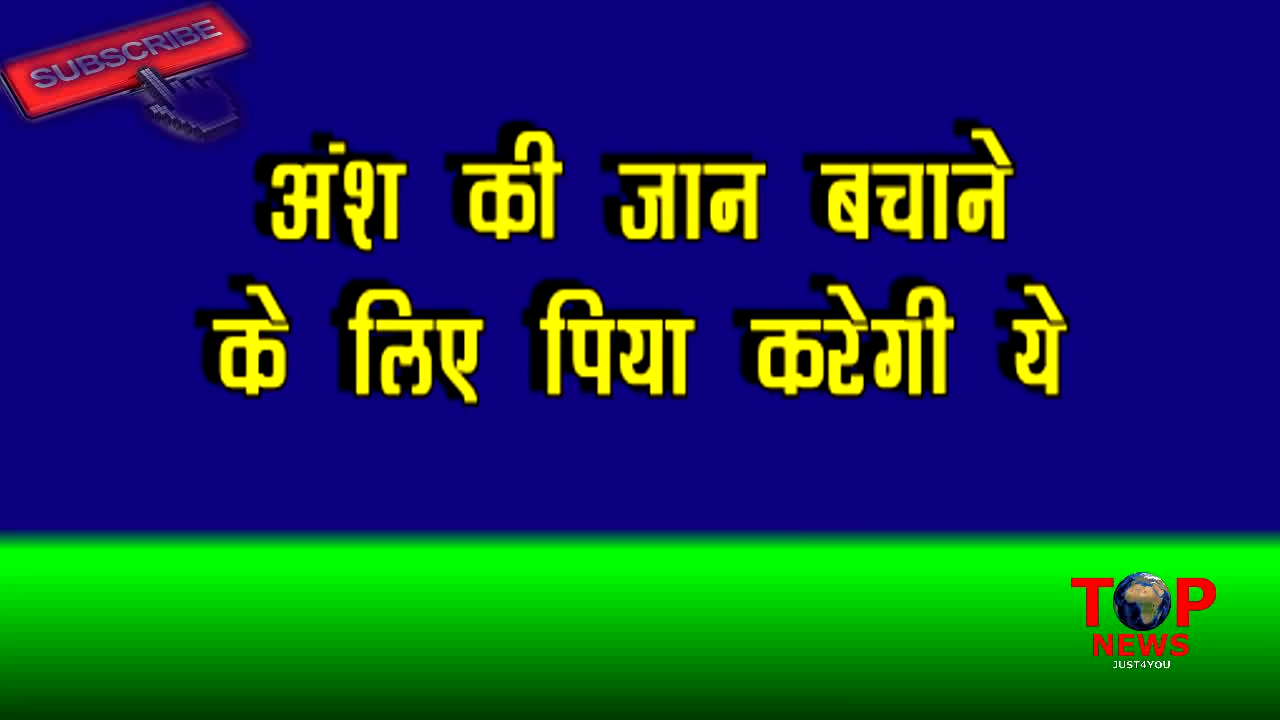 SUBSCRIBE
अंश की जान बचाने
के लिए पिया करेगी ये
TOP
NEWS
JUST4YOU